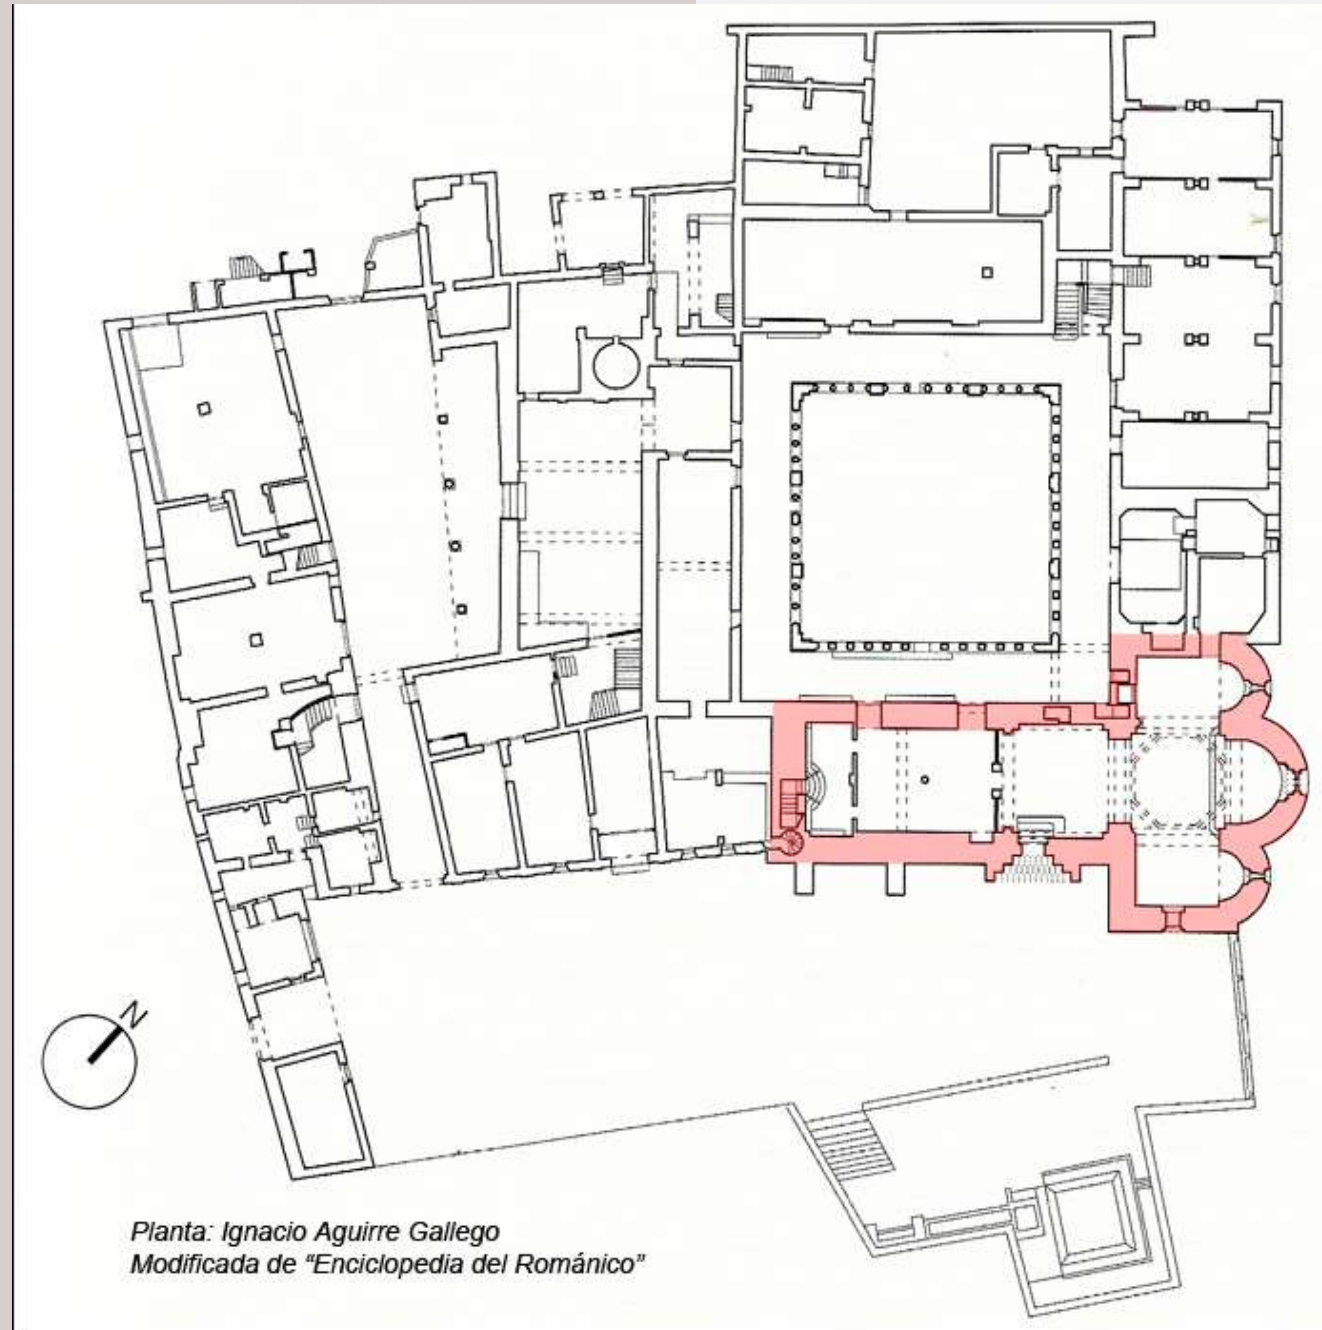 N
Planta: Ignacio Aguirre Gallego
Modificada de “Enciclopedia del Románico”